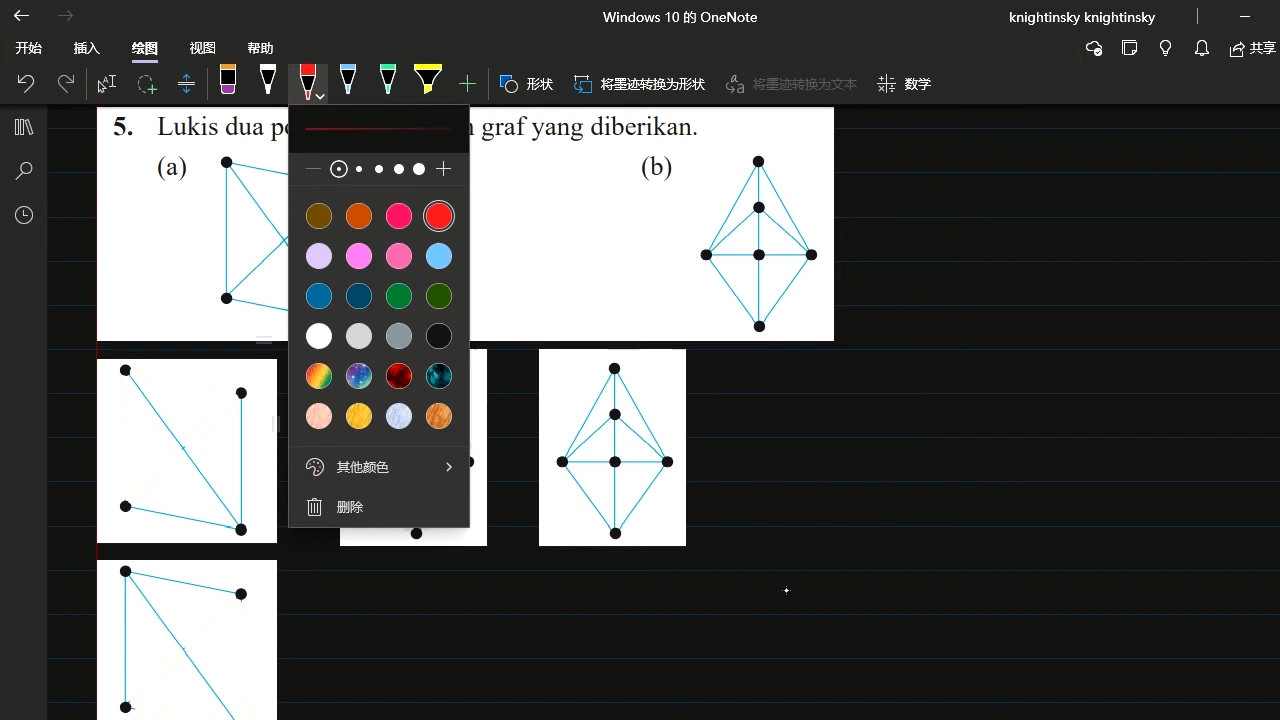 Windows 10 的 OneNote
knightinsky knightinsky
开始 插入 绘图 视图 帮助
共享
形状 将墨迹转换为形状 将墨迹转换为文本 数学
5. Lukis dua graf yang diberikan.
(a) (b)
其他颜色
删除